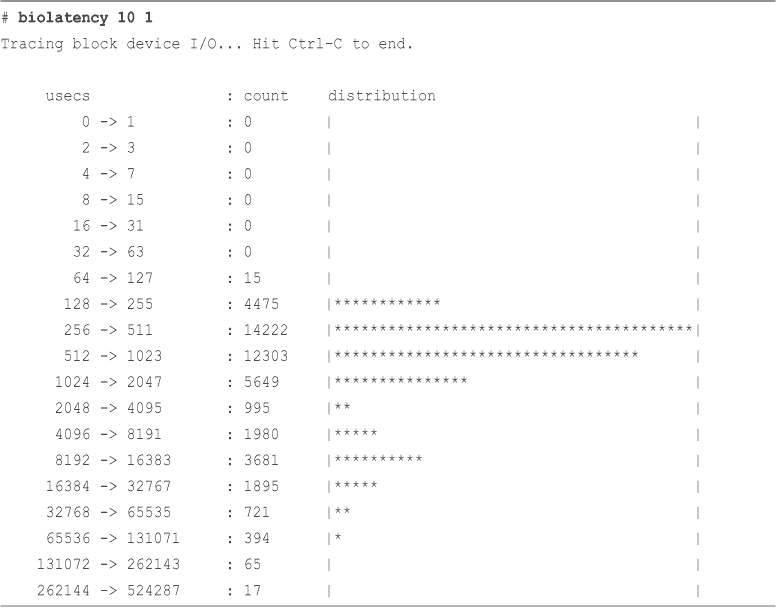 # biolatency 10 1
Tracing block device I/O... Hit Ctrl-C to end.
     usecs               : count     distribution
         0 -> 1          : 0         |                                        |
         2 -> 3          : 0         |                                        |
         4 -> 7          : 0         |                                        |
         8 -> 15         : 0         |                                        |
        16 -> 31         : 0         |                                        |
        32 -> 63         : 0         |                                        |
        64 -> 127        : 15        |                                        |
       128 -> 255        : 4475      |************                            |
       256 -> 511        : 14222     |****************************************|
       512 -> 1023       : 12303     |**********************************      |
      1024 -> 2047       : 5649      |***************                         |
      2048 -> 4095       : 995       |**                                      |
      4096 -> 8191       : 1980      |*****                                   |
      8192 -> 16383      : 3681      |**********                              |
     16384 -> 32767      : 1895      |*****                                   |
     32768 -> 65535      : 721       |**                                      |
     65536 -> 131071     : 394       |*                                       |
    131072 -> 262143     : 65        |                                        |
    262144 -> 524287     : 17        |                                        |